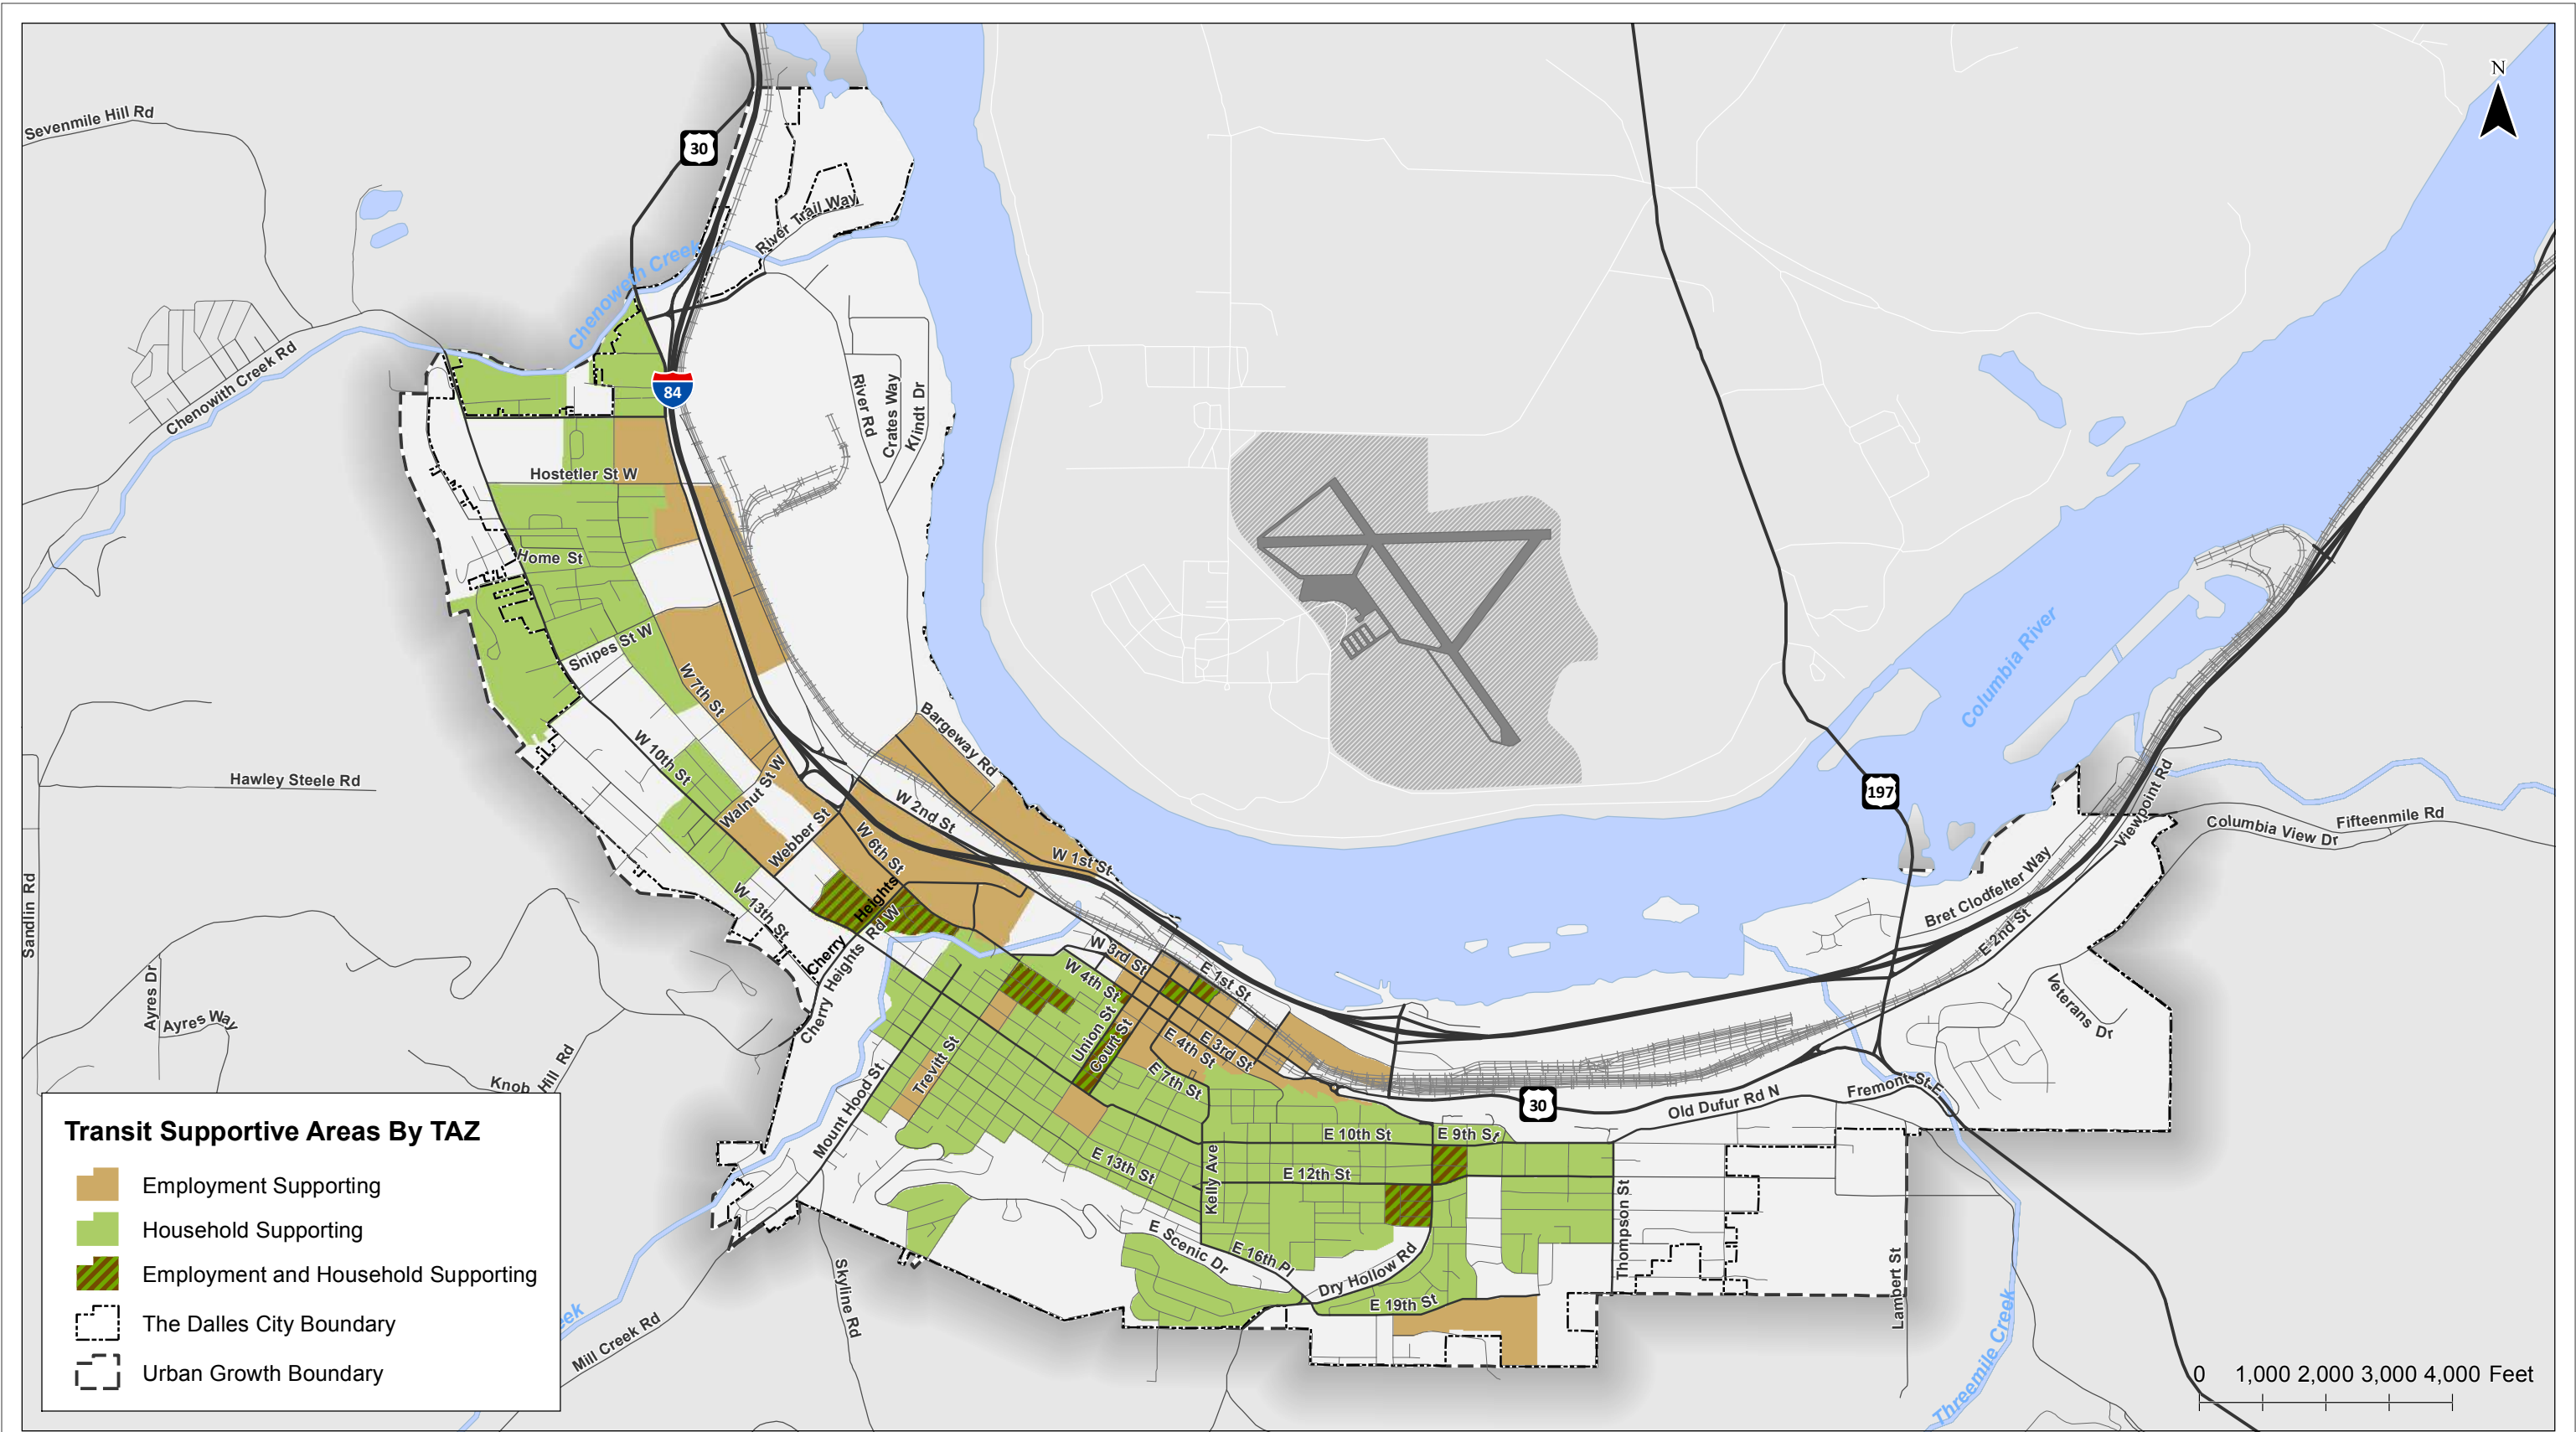 N
Sevenmile Hill Rd
30
River Trail Way
Chenoweth Creek
Chenowith Creek Rd
84
River Rd
Crates Way
Klindt Dr
Hostetler St W
Home St
Snipes St W
W 7th St
Bargeway Rd
W 10th St
Hawley Steele Rd
Walnut St W
Webber St
W 2nd St
W 6th St
W 1st St
Columbia River
197
Viewpoint Rd
Columbia View Dr
Fifteenmile Rd
Bret Clodfelter Way
E 2nd St
Veterans Dr
Sandlin Rd
W 13th St
Cherry
Heights
Cherry Heights Rd W
Ayres Dr
Ayres Way
Knob Hill Rd
W 3rd St
W 4th St
E 1st St
Union St
Court St
E 3rd St
E 4th St
E 7th St
Trevitt St
Mount Hood St
30
Old Dufur Rd N
Fremont St E
E 10th St
E 9th St
E 12th St
E 13th St
Kelly Ave
Thompson St
E Scenic Dr
E 16th Pl
Dry Hollow Rd
E 19th St
Lambert St
Skyline Rd
Mill Creek Rd
eek
Threemile Creek
Transit Supportive Areas By TAZ
Employment Supporting
Household Supporting
Employment and Household Supporting
The Dalles City Boundary
Urban Growth Boundary
0 1,000 2,000 3,000 4,000 Feet